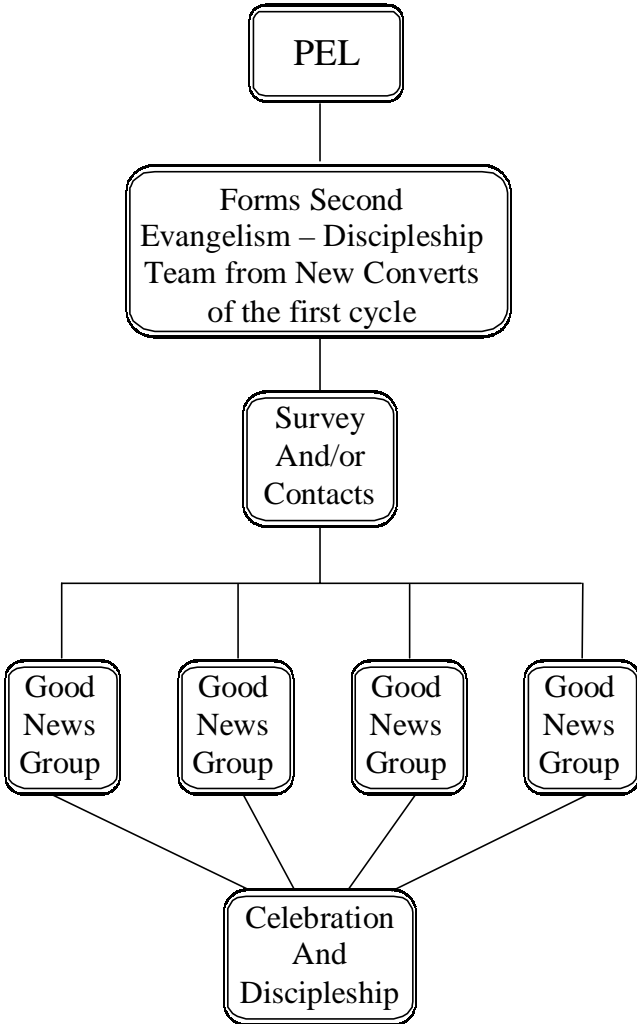 PEL
Forms Second
Evangelism – Discipleship
Team from New Converts
of the first cycle
Survey
And/or
Contacts
Good
News
Group
Good
News
Group
Good
News
Group
Good
News
Group
Celebration
And
Discipleship